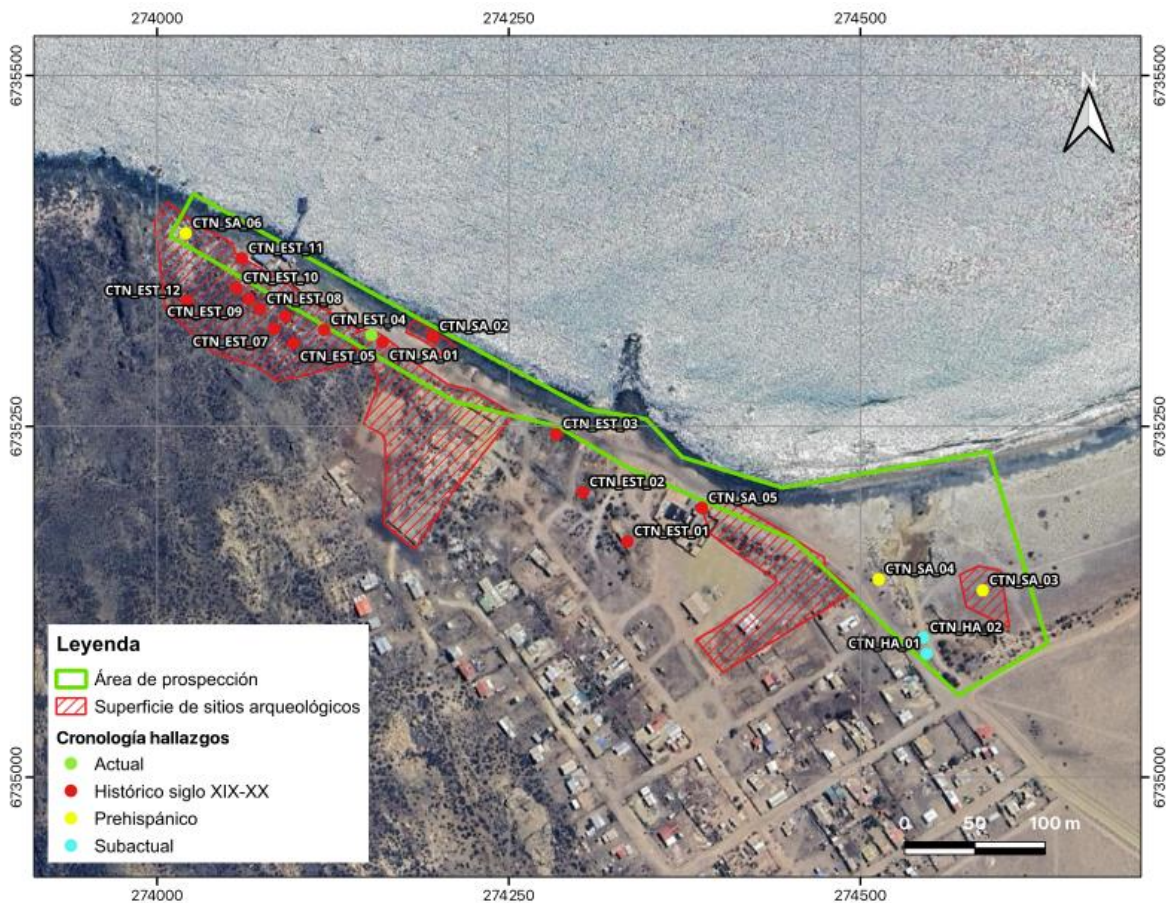 274000
274250
274500
6735500
6735500
N
CTN_SA_06
CTN_EST_11
CTN_EST_10
CTN_EST_12
CTN_EST_08
CTN_EST_09
CTN_EST_04
CTN_SA_02
CTN_EST_07
CTN_SA_01
CTN_EST_05
6735250
6735250
CTN_EST_03
CTN_EST_02
CTN_SA_05
CTN_EST_01
CTN_SA_04
CTN_SA_03
CTN_HA_02
CTN_HA_01
Leyenda
Área de prospección
Superficie de sitios arqueológicos
Cronología hallazgos
Actual
Histórico siglo XIX-XX
Prehispánico
Subactual
6735000
6735000
0 50 100 m
274000
274250
274500